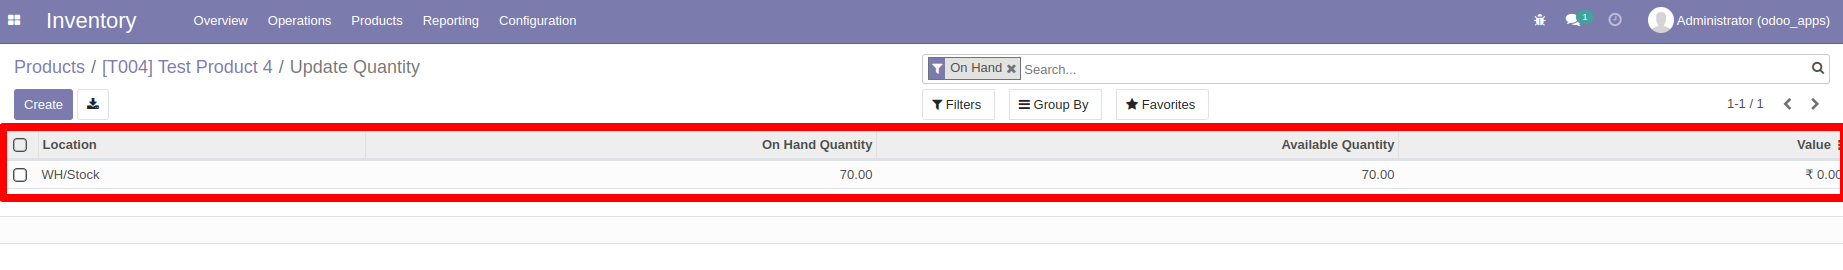 Inventory Overview Operations Products Reporting Configuration 1 Administrator (odoo_apps)
Products / [T004] Test Product 4 / Update Quantity
On Hand Search...
Create Filters Group By Favorites 1-1 / 1
Location On Hand Quantity Available Quantity Value
WH/Stock 70.00 70.00 ₹ 0.00